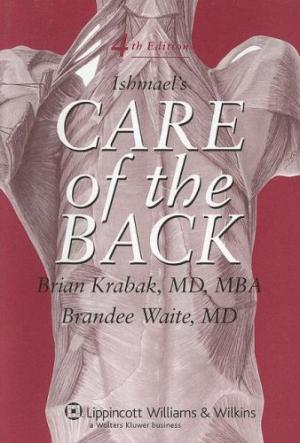 4th Edition
Ishmael's
CARE
of the
BACK
Brian Krabak, MD, MBA
Brandee Waite, MD
Lippincott Williams & Wilkins
a Wolters Kluwer business